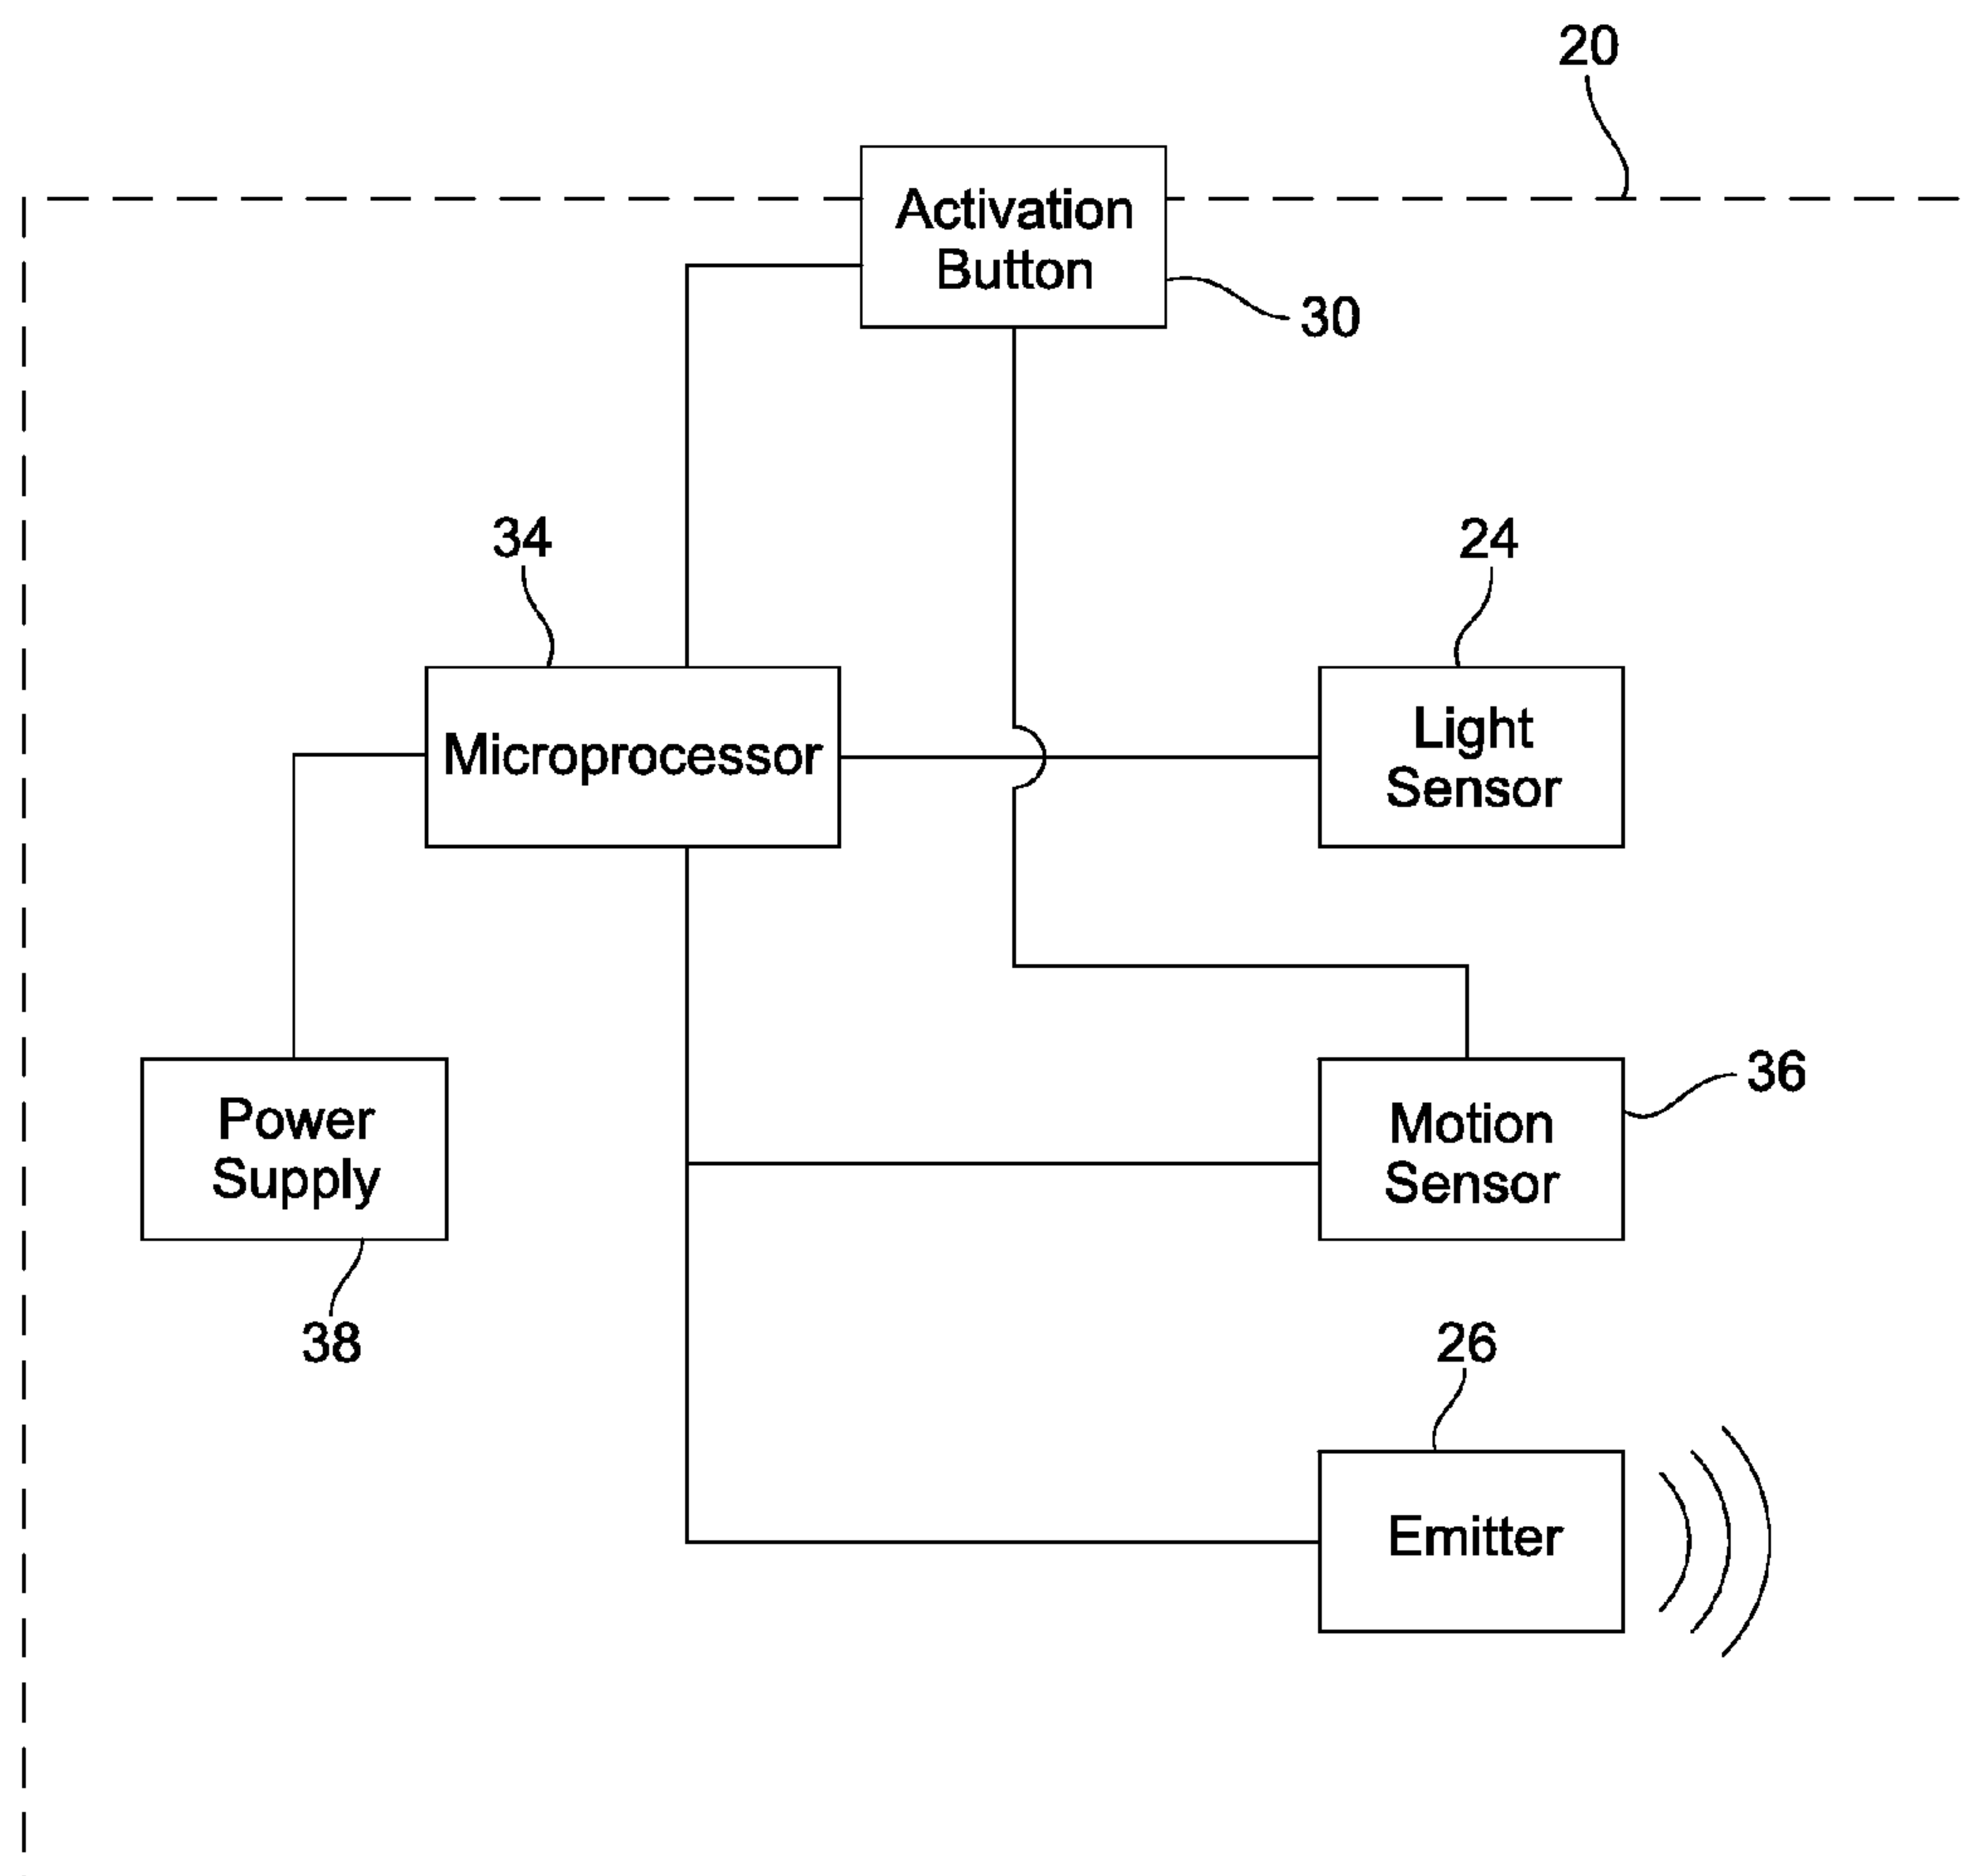 20
Activation
Button
30
34
24
Microprocessor
Light
Sensor
36
Power
Supply
Motion
Sensor
38
26
Emitter